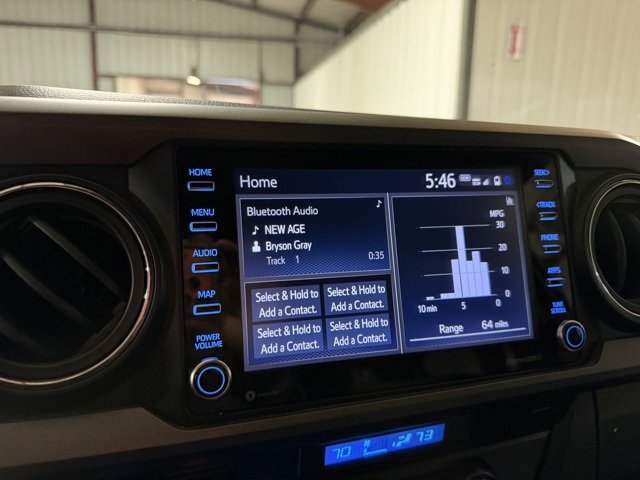 HOME
MENU
AUDIO
MAP
POWER
VOLUME
Home
5:46
Bluetooth Audio
NEW AGE
Bryson Gray
Track 1
0:35
Select & Hold to
Add a Contact.
Select & Hold to
Add a Contact.
Select & Hold to
Add a Contact.
Select & Hold to
Add a Contact.
MPG
30
20
10
0
10 min
5
0
Range 64 miles
SEEK>
<TRACK
PHONE
APPS
TUNE
SCROLL
70
73